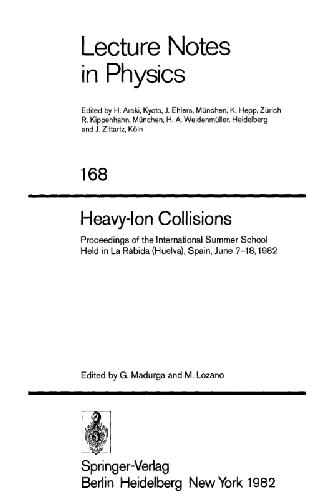 Lecture Notes
in Physics
Edited by H. Araki, Kyoto, J. Ehlers, München, K. Hepp, Zürich
R. Kippenhahn, München, H. A. Weidenmüller, Heidelberg
and J. Zittartz, Köln
168
Heavy-Ion Collisions
Proceedings of the International Summer School
Held in La Rábida (Huelva), Spain, June 7–18, 1982
Edited by G. Madurga and M. Lozano
Springer-Verlag
Berlin Heidelberg New York 1982